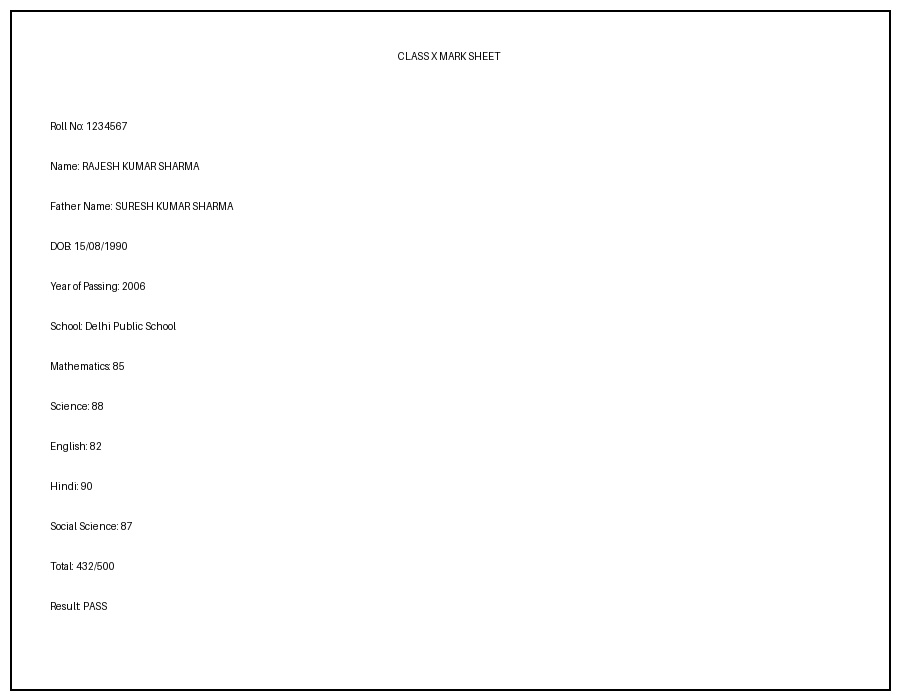 CLASS X MARK SHEET
Roll No: 1234567
Name: RAJESH KUMAR SHARMA
Father Name: SURESH KUMAR SHARMA
DOB: 15/08/1990
Year of Passing: 2006
School: Delhi Public School
Mathematics: 85
Science: 88
English: 82
Hindi: 90
Social Science: 87
Total: 432/500
Result: PASS